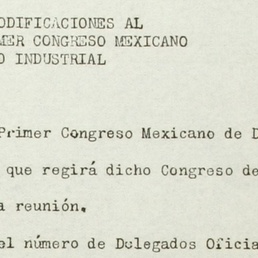 ODIFICACIONES AL
MER CONGRESO MEXICANO
O INDUSTRIAL
Primer Congreso Mexicano de D
que regirá dicho Congreso de
a reunión.
el número de Delegados Oficia